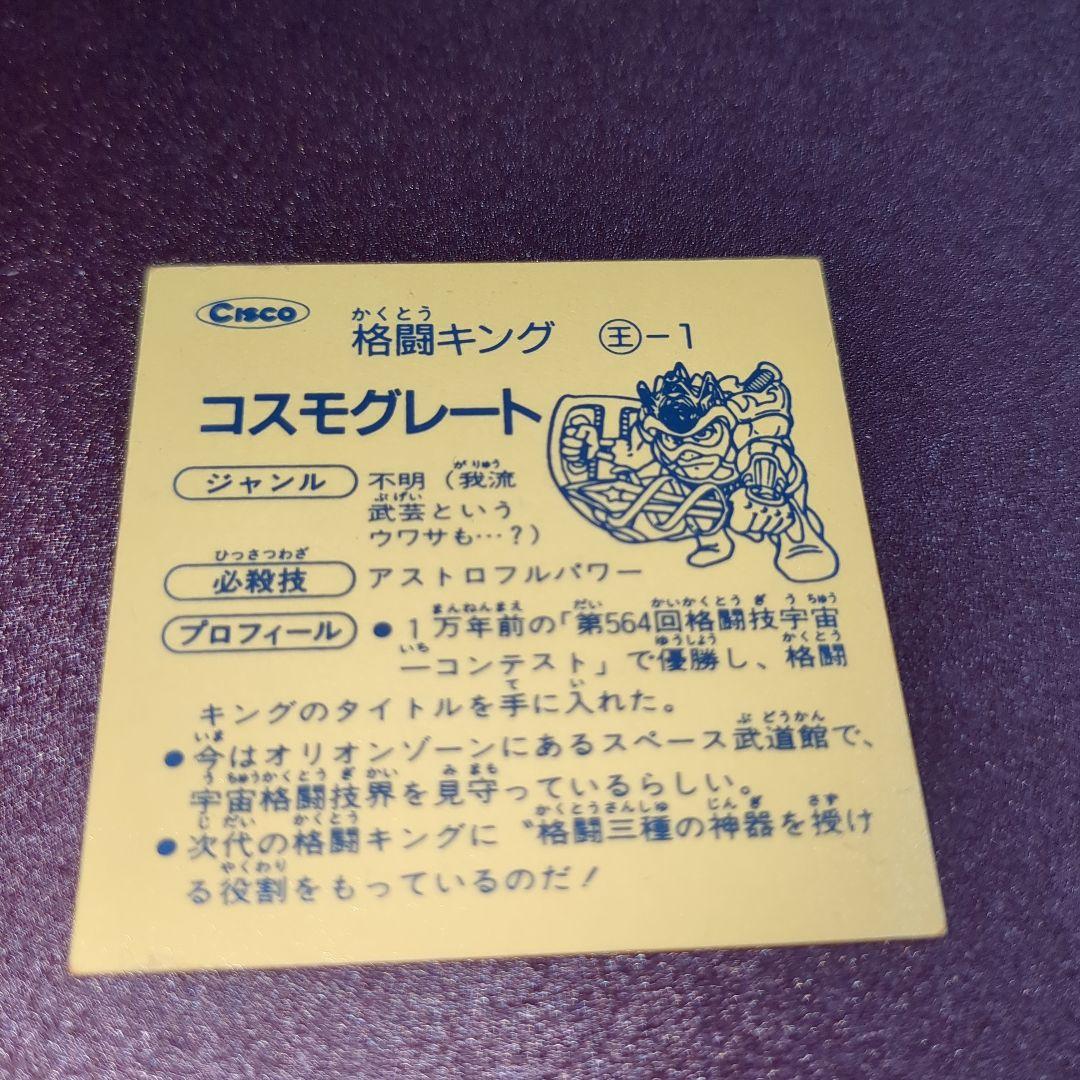 Cisco
かくとう
格闘キング ㊣-1
コスモグレート
ジャンル 不明（我流
がりゅう
武芸という
ぶげい
ウワサも…？）
ひっさつわざ
必殺技 アストロフルパワー
プロフィール ●1万年前の「第564回格闘技宇宙
まんねんまえ だい かいかくとうぎうちゅう
一コンテスト」で優勝し、格闘
いち ゆうしょう かくとう
キングのタイトルを手に入れた。
て い
●今はオリオンゾーンにあるスペース武道館で、
いま ぶどうかん
宇宙格闘技界を見守っているらしい。
うちゅうかくとうぎかい みまも
●次代の格闘キングに〝格闘三種の神器を授け
じだい かくとう かくとうさんしゅ じんぎ さず
る役割をもっているのだ！
やくわり